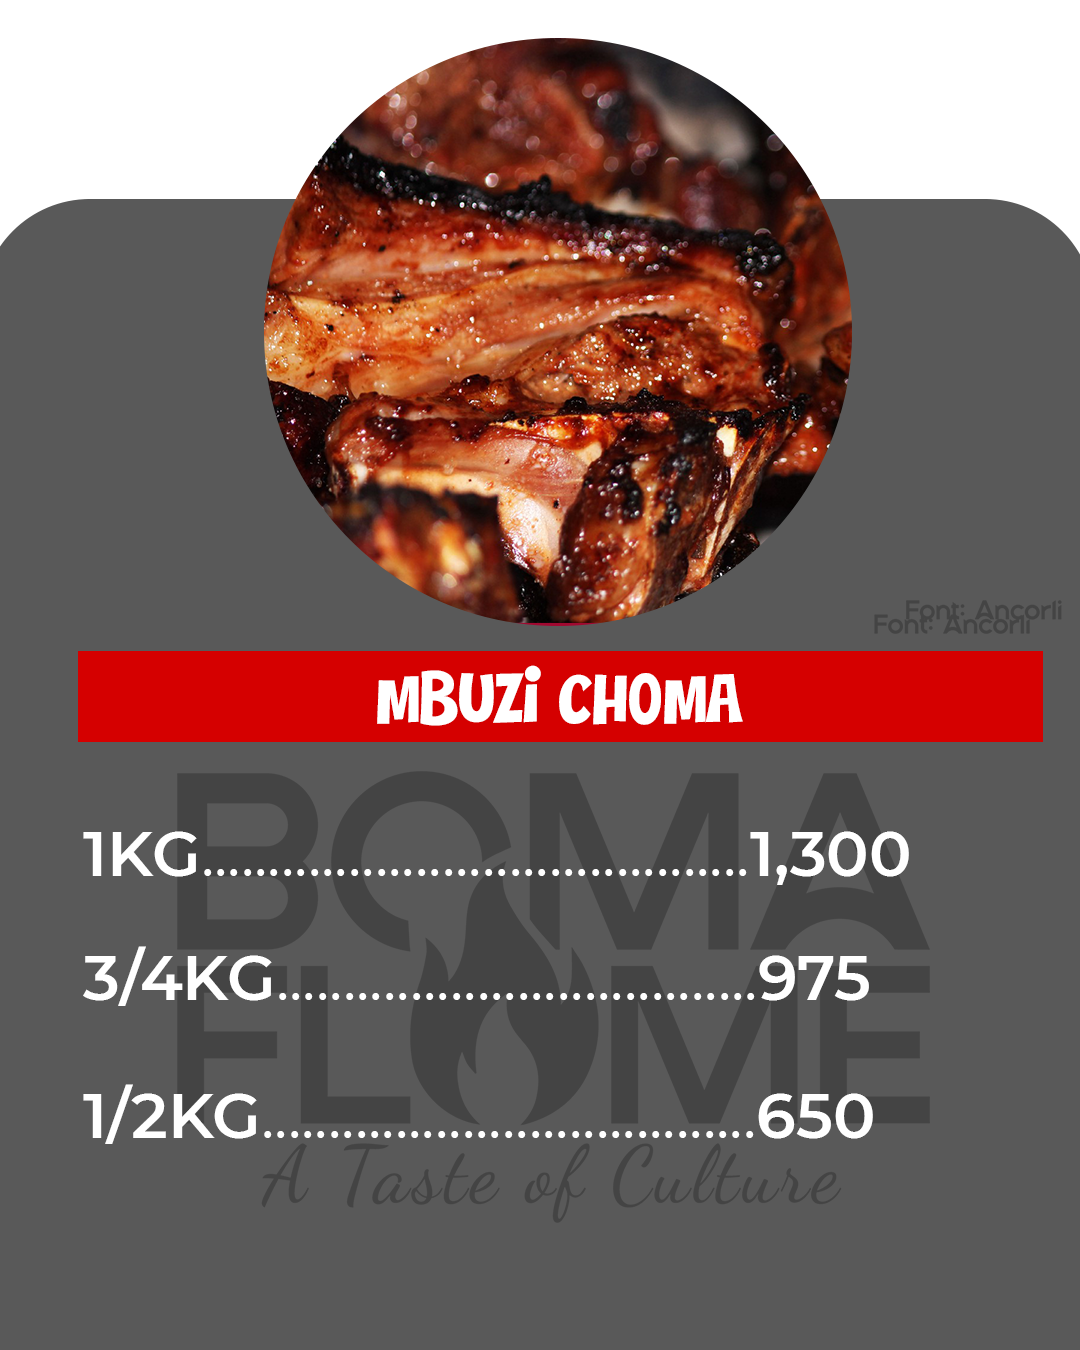 Font: Ancorli
Font: Ancorli
MBUZi CHOMA
BOMA
1KG.........................................1,300
FLAME
3/4KG....................................975
1/2KG.....................................650
A Taste of Culture